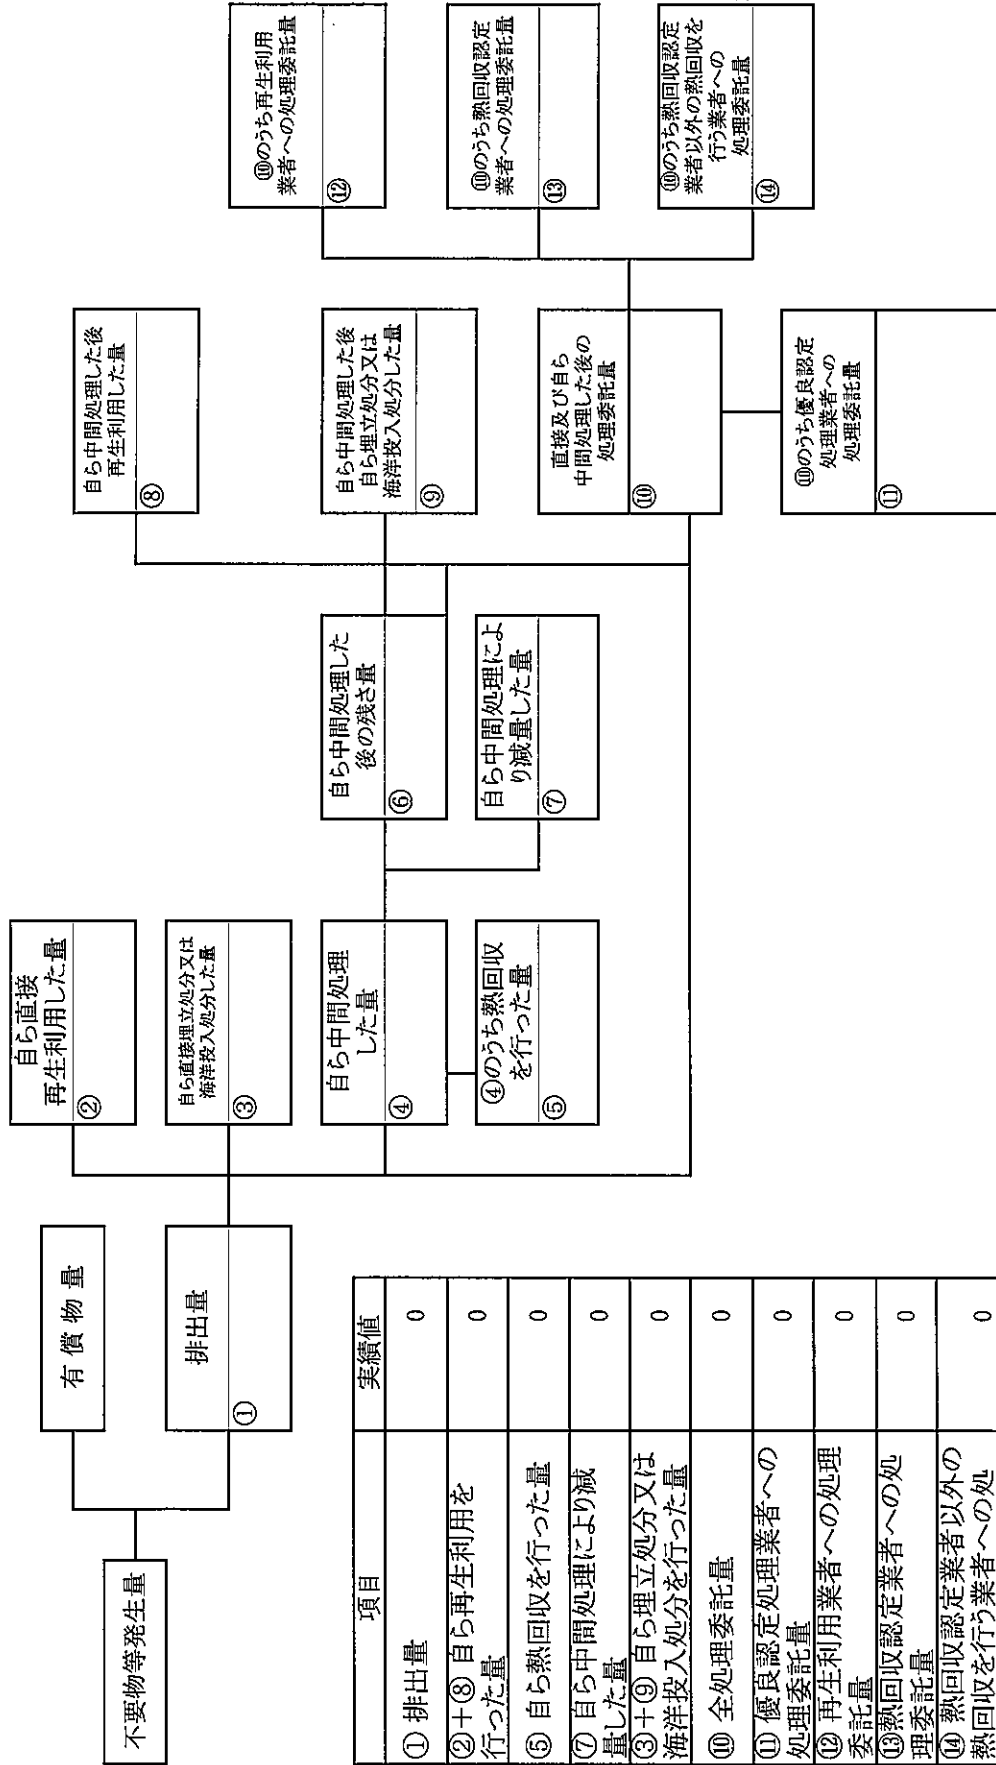 不要物等発生量
有償物量
排出量
①
自ら直接
再生利用した量
②
自ら直接埋立処分又は
海洋投入処分した量
③
自ら中間処理
した量
④
④のうち熱回収
を行った量
⑤
自ら中間処理した
後の残さ量
⑥
自ら中間処理によ
り減量した量
⑦
自ら中間処理した後
再生利用した量
⑧
自ら中間処理した後
自ら埋立処分又は
海洋投入処分した量
⑨
直接及び自ら
中間処理した後の
処理委託量
⑩
⑩のうち優良認定
処理業者への
処理委託量
⑪
⑩のうち再生利用
業者への処理委託量
⑫
⑩のうち熱回収認定
業者への処理委託量
⑬
⑩のうち熱回収認定
業者以外の熱回収を
行う業者への
処理委託量
⑭
項目 実績値
① 排出量 0
②+⑧ 自ら再生利用を
行った量 0
⑤ 自ら熱回収を行った量 0
⑦ 自ら中間処理により減
量した量 0
③+⑨ 自ら埋立処分又は
海洋投入処分を行った量 0
⑩ 全処理委託量 0
⑪ 優良認定処理業者への
処理委託量 0
⑫ 再生利用業者への処理
委託量 0
⑬熱回収認定業者への処
理委託量 0
⑭ 熱回収認定業者以外の
熱回収を行う業者への処 0